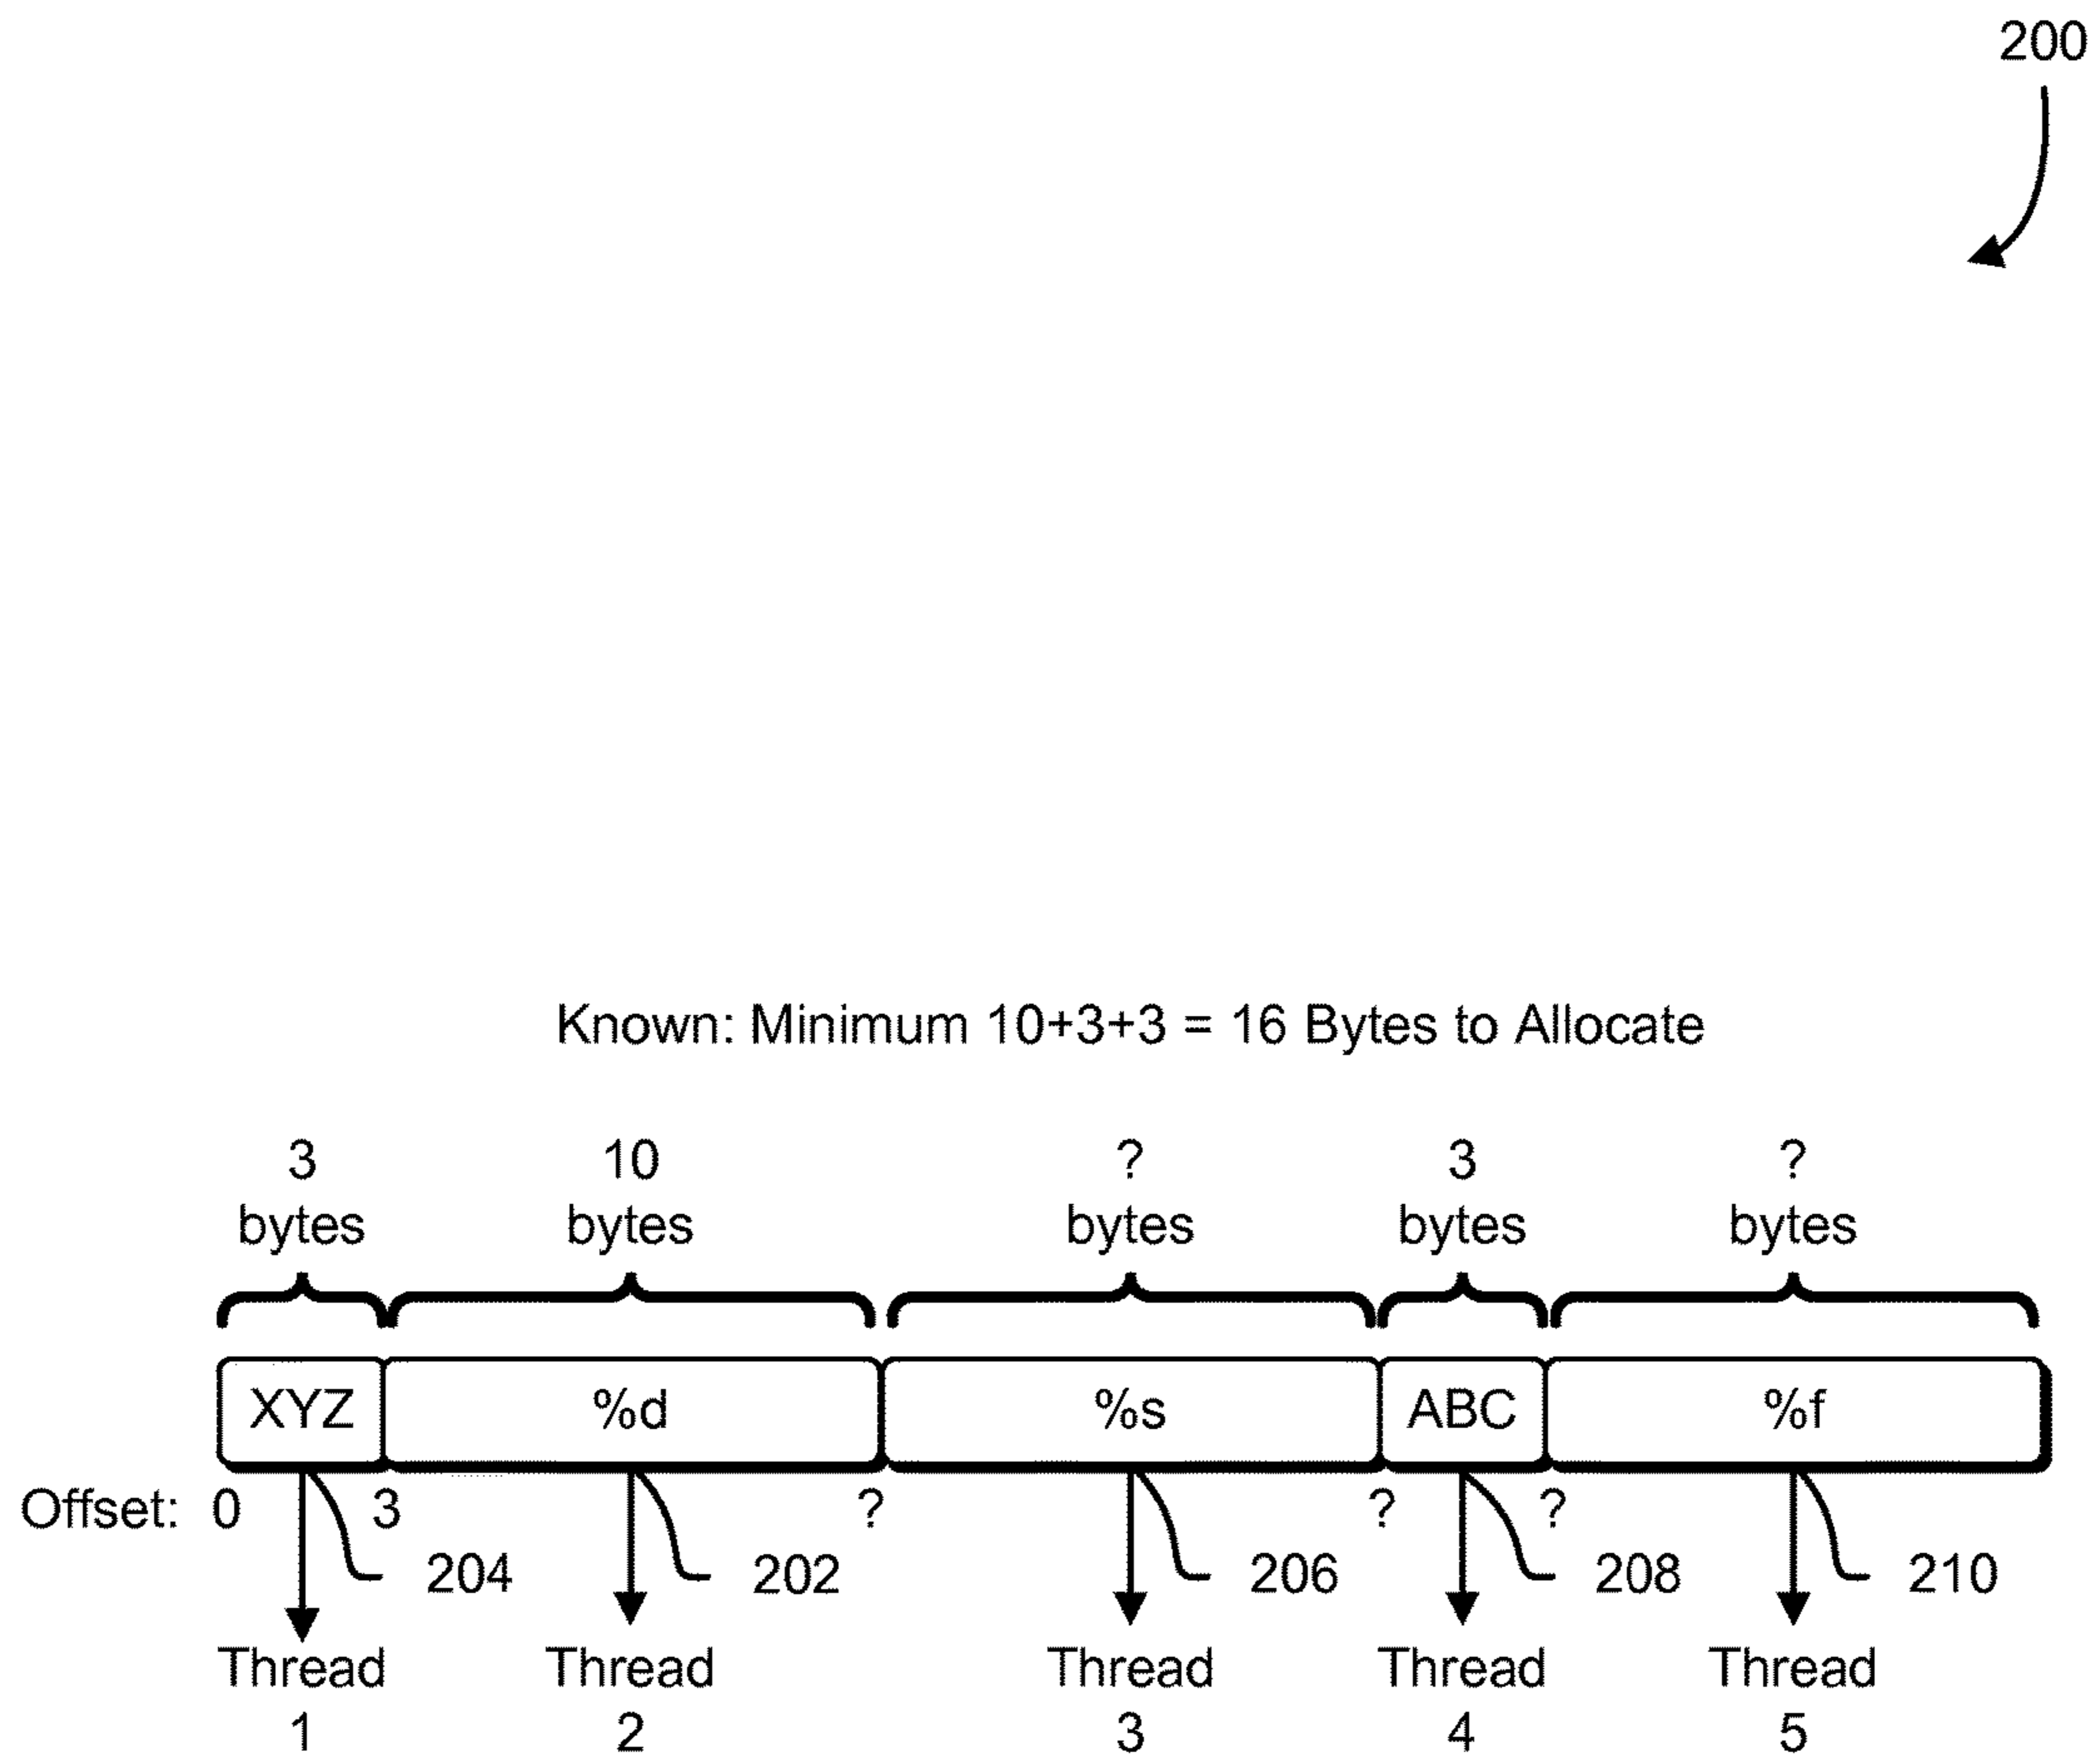 200
Known: Minimum 10+3+3 = 16 Bytes to Allocate
3 10 ? 3 ?
bytes bytes bytes bytes bytes
XYZ %d %s ABC %f
Offset: 0 3 ? ? ?
204 202 206 208 210
Thread Thread Thread Thread Thread
1 2 3 4 5